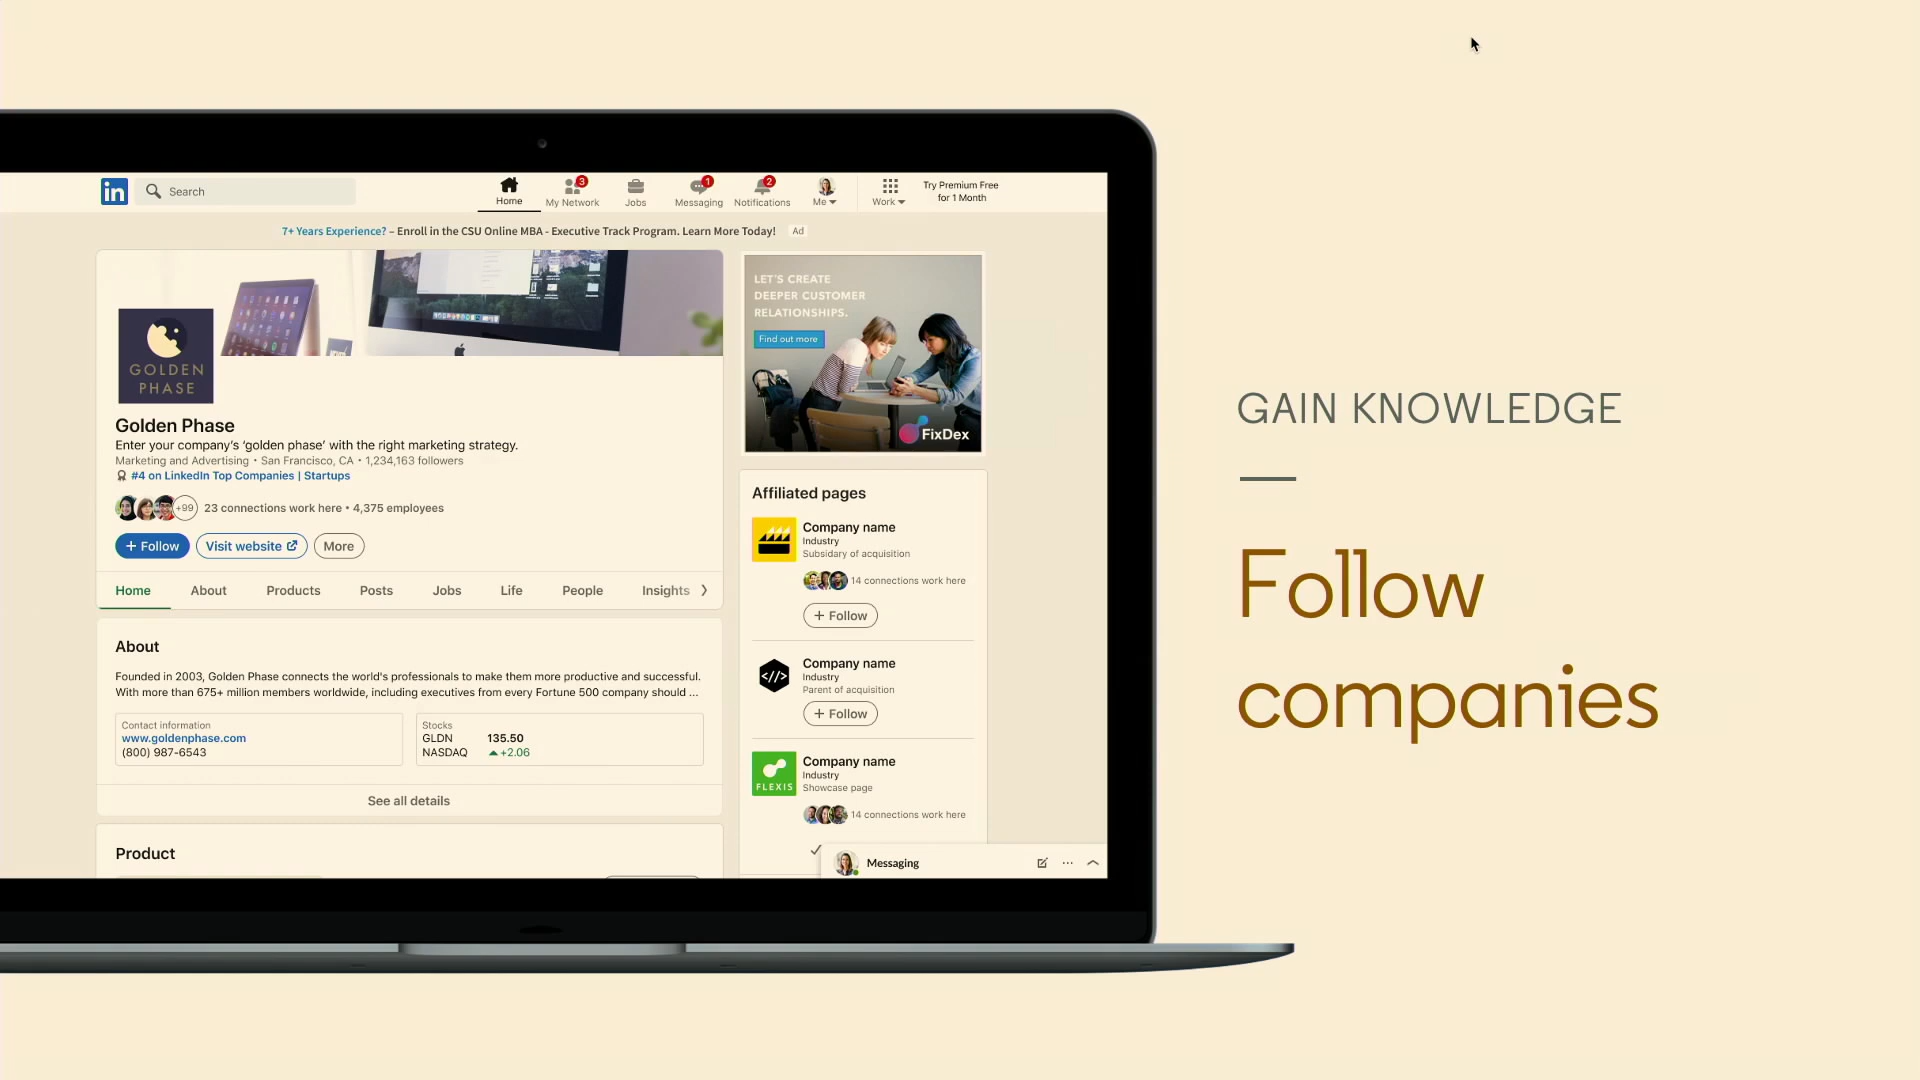 in
Search
Home
3
My Network
Jobs
1
Messaging
2
Notifications
Me
Work
Try Premium Free
for 1 Month
7+ Years Experience? – Enroll in the CSU Online MBA - Executive Track Program. Learn More Today!
Ad
GOLDEN
PHASE
Golden Phase
Enter your company’s ‘golden phase’ with the right marketing strategy.
Marketing and Advertising • San Francisco, CA • 1,234,163 followers
#4 on LinkedIn Top Companies | Startups
+99
23 connections work here • 4,375 employees
+ Follow
Visit website
More
Home
About
Products
Posts
Jobs
Life
People
Insights
About
Founded in 2003, Golden Phase connects the world's professionals to make them more productive and successful.
With more than 675+ million members worldwide, including executives from every Fortune 500 company should ...
Contact information
www.goldenphase.com
(800) 987-6543
Stocks
GLDN 135.50
NASDAQ +2.06
See all details
Product
LET'S CREATE
DEEPER CUSTOMER
RELATIONSHIPS.
Find out more
FixDex
Affiliated pages
Company name
Industry
Subsidary of acquisition
14 connections work here
+ Follow
</>
Company name
Industry
Parent of acquisition
+ Follow
FLEXIS
Company name
Industry
Showcase page
14 connections work here
Messaging
GAIN KNOWLEDGE
Follow
companies